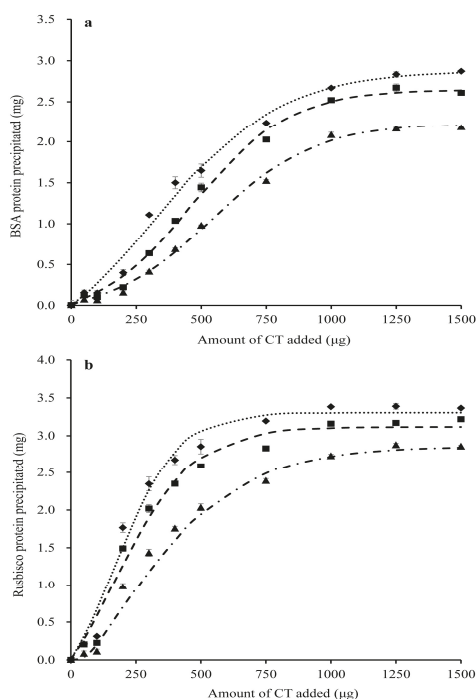 a
3.5
3.0
2.5
2.0
1.5
1.0
0.5
0.0
BSA protein precipitated (mg)
0 250 500 750 1000 1250 1500
Amount of CT added (µg)
b
4.0
3.5
3.0
2.5
2.0
1.5
1.0
0.5
0.0
Rusbisco protein precipitated (mg)
0 250 500 750 1000 1250 1500
Amount of CT added (µg)